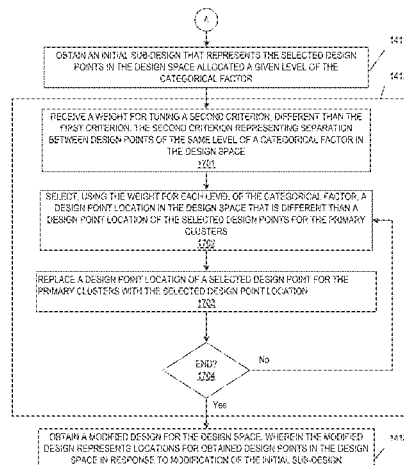 A
OBTAIN AN INITIAL SUB-DESIGN THAT REPRESENTS THE SELECTED DESIGN
POINTS IN THE DESIGN SPACE ALLOCATED A GIVEN LEVEL OF THE
CATEGORICAL FACTOR
RECEIVE A WEIGHT FOR TUNING A SECOND CRITERION, DIFFERENT THAN THE
FIRST CRITERION, THE SECOND CRITERION REPRESENTING SEPARATION
BETWEEN DESIGN POINTS OF THE SAME LEVEL OF A CATEGORICAL FACTOR IN
THE DESIGN SPACE
1701
SELECT, USING THE WEIGHT FOR EACH LEVEL OF THE CATEGORICAL FACTOR, A
DESIGN POINT LOCATION IN THE DESIGN SPACE THAT IS DIFFERENT THAN A
DESIGN POINT LOCATION OF THE SELECTED DESIGN POINTS FOR THE PRIMARY
CLUSTERS
1702
REPLACE A DESIGN POINT LOCATION OF A SELECTED DESIGN POINT FOR THE
PRIMARY CLUSTERS WITH THE SELECTED DESIGN POINT LOCATION
1703
END?
1704
No
Yes
OBTAIN A MODIFIED DESIGN FOR THE DESIGN SPACE, WHEREIN THE MODIFIED
DESIGN REPRESENTS LOCATIONS FOR OBTAINED DESIGN POINTS IN THE DESIGN
SPACE IN RESPONSE TO MODIFICATION OF THE INITIAL SUB-DESIGN